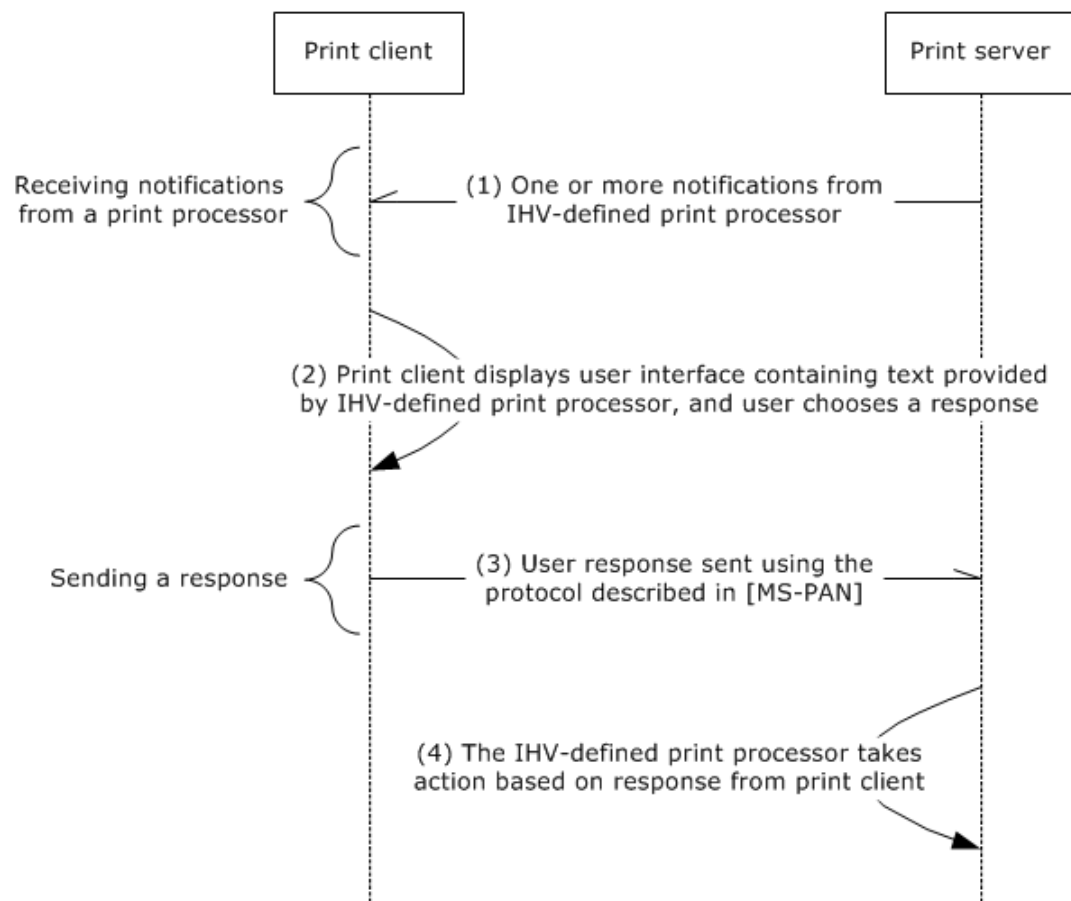 Print client
Print server
Receiving notifications
from a print processor
(1) One or more notifications from
IHV-defined print processor
(2) Print client displays user interface containing text provided
by IHV-defined print processor, and user chooses a response
Sending a response
(3) User response sent using the
protocol described in [MS-PAN]
(4) The IHV-defined print processor takes
action based on response from print client